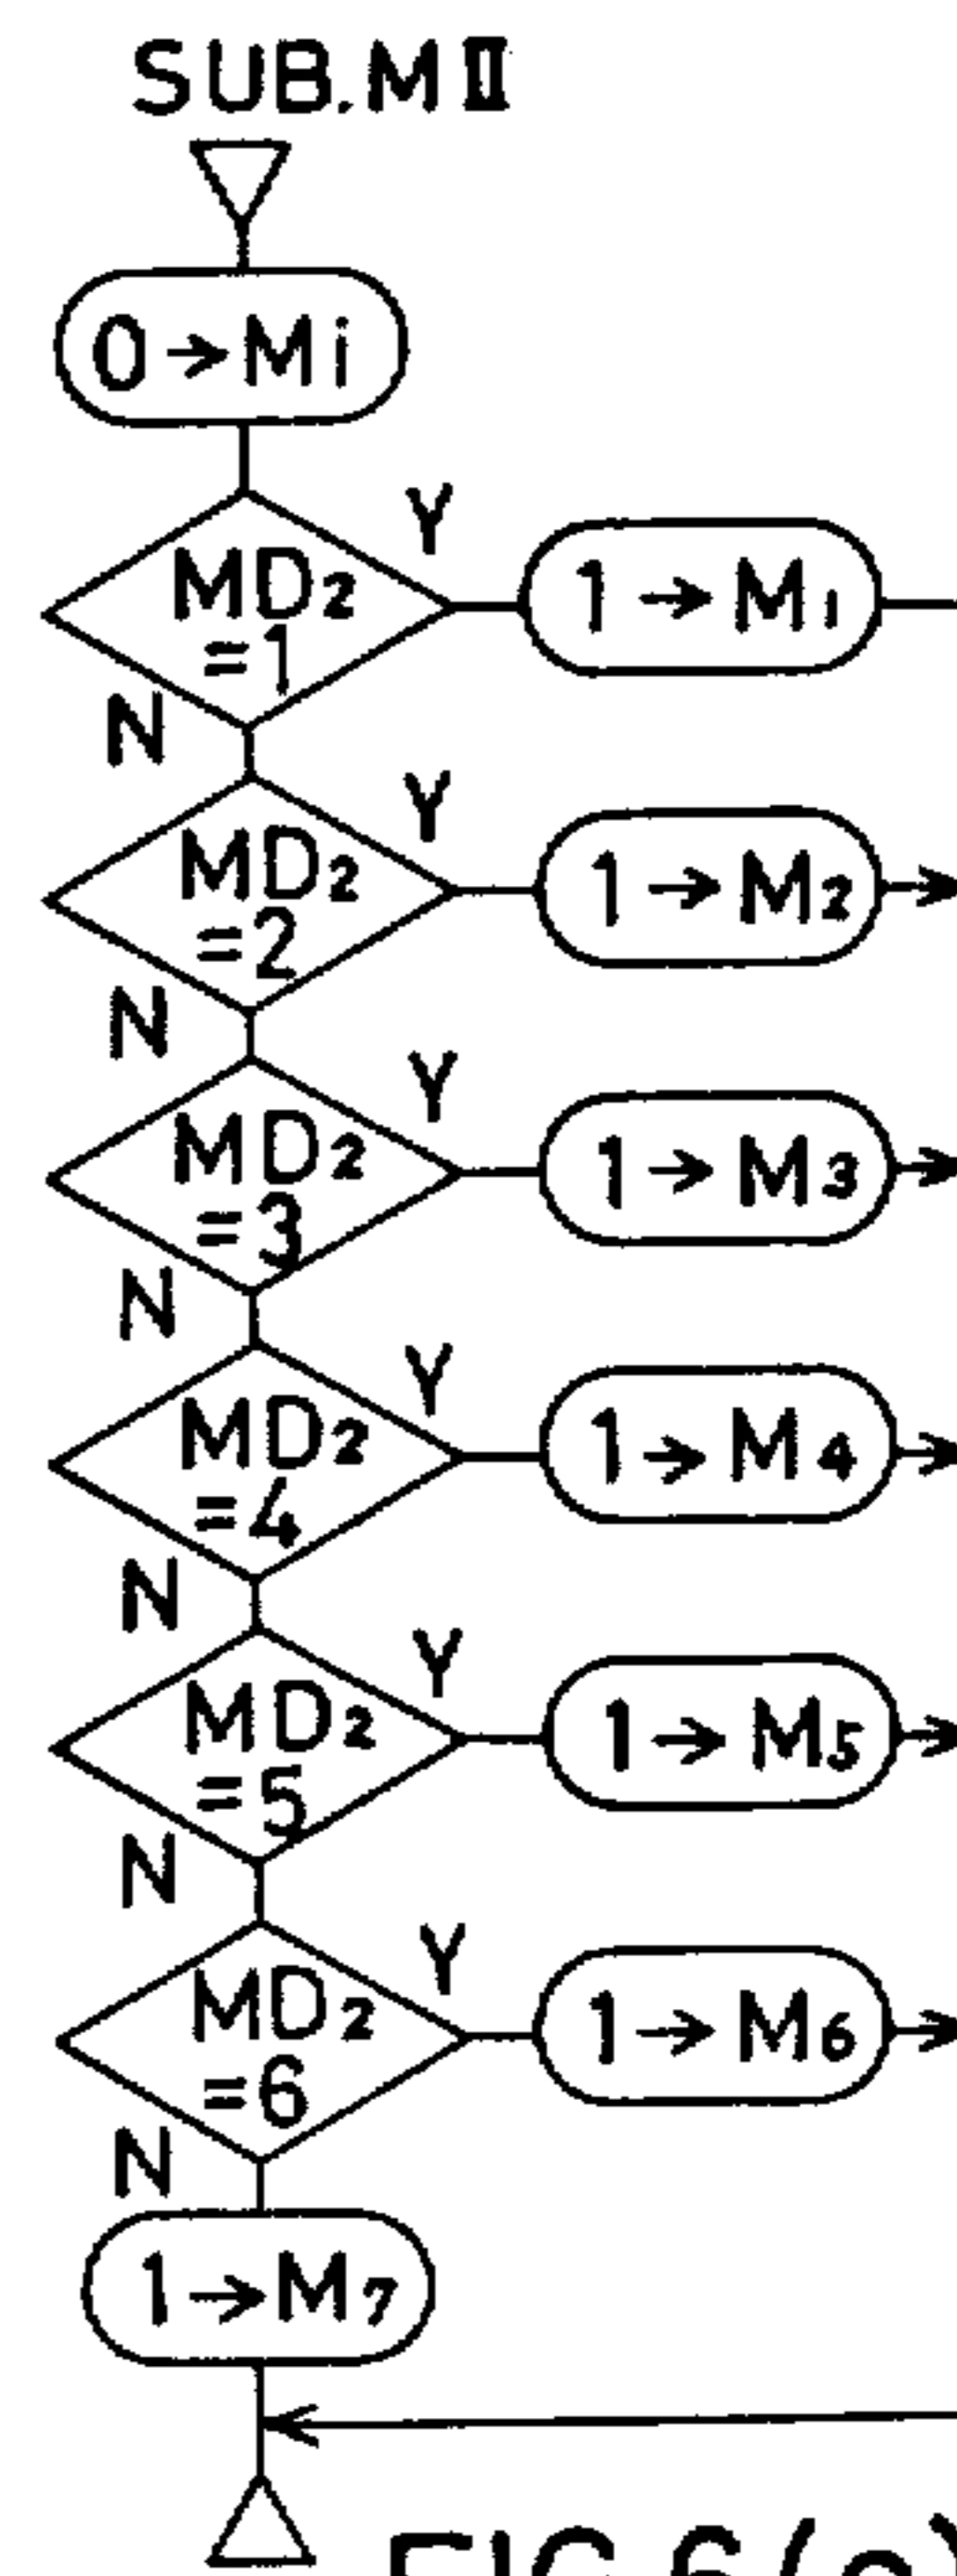 SUB.MⅡ
0→Mi
MD₂
=1
Y
1→M₁
N
MD₂
=2
Y
1→M₂
N
MD₂
=3
Y
1→M₃
N
MD₂
=4
Y
1→M₄
N
MD₂
=5
Y
1→M₅
N
MD₂
=6
Y
1→M₆
N
1→M₇